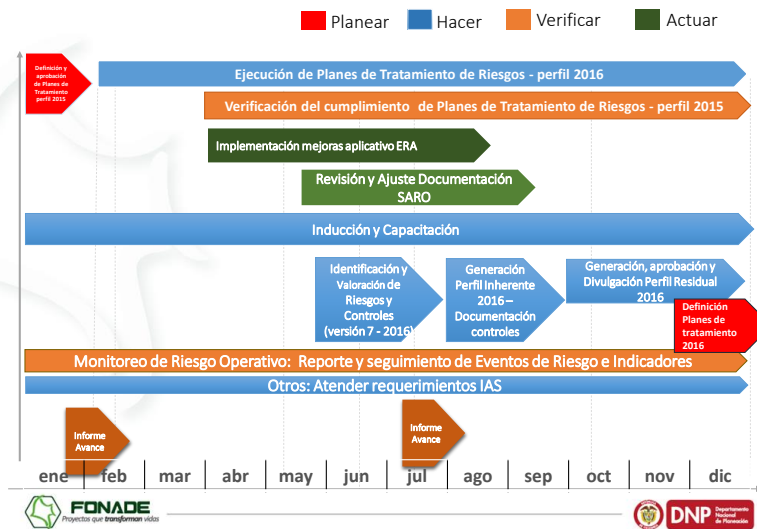 Planear
Hacer
Verificar
Actuar
Definición y
aprobación
de Planes de
Tratamiento
perfil 2015
Ejecución de Planes de Tratamiento de Riesgos - perfil 2016
Verificación del cumplimiento de Planes de Tratamiento de Riesgos - perfil 2015
Implementación mejoras aplicativo ERA
Revisión y Ajuste Documentación
SARO
Inducción y Capacitación
Identificación y
Valoración de
Riesgos y
Controles
(versión 7 - 2016)
Generación
Perfil Inherente
2016 –
Documentación
controles
Generación, aprobación y
Divulgación Perfil Residual
2016
Definición
Planes de
tratamiento
2016
Monitoreo de Riesgo Operativo: Reporte y seguimiento de Eventos de Riesgo e Indicadores
Otros: Atender requerimientos IAS
Informe
Avance
Informe
Avance
ene feb mar abr may jun jul ago sep oct nov dic
FONADE
Proyectos que transforman vidas
DNP
Departamento
Nacional
de Planeación